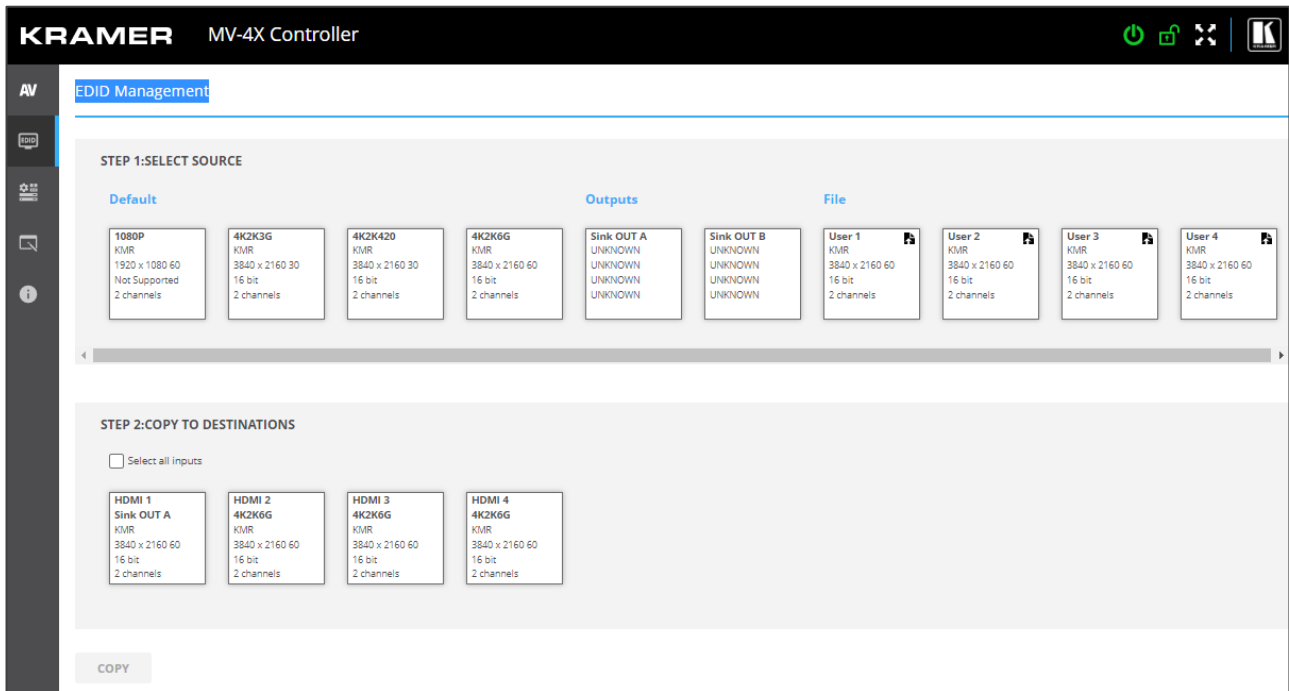 KRAMER MV-4X Controller
KRAMER
AV
EDID Management
EDID
STEP 1:SELECT SOURCE
Default Outputs File
1080P
KMR
1920 x 1080 60
Not Supported
2 channels
4K2K3G
KMR
3840 x 2160 30
16 bit
2 channels
4K2K420
KMR
3840 x 2160 30
16 bit
2 channels
4K2K6G
KMR
3840 x 2160 60
16 bit
2 channels
Sink OUT A
UNKNOWN
UNKNOWN
UNKNOWN
UNKNOWN
Sink OUT B
UNKNOWN
UNKNOWN
UNKNOWN
UNKNOWN
User 1
KMR
3840 x 2160 60
16 bit
2 channels
User 2
KMR
3840 x 2160 60
16 bit
2 channels
User 3
KMR
3840 x 2160 60
16 bit
2 channels
User 4
KMR
3840 x 2160 60
16 bit
2 channels
STEP 2:COPY TO DESTINATIONS
Select all inputs
HDMI 1
Sink OUT A
KMR
3840 x 2160 60
16 bit
2 channels
HDMI 2
4K2K6G
KMR
3840 x 2160 60
16 bit
2 channels
HDMI 3
4K2K6G
KMR
3840 x 2160 60
16 bit
2 channels
HDMI 4
4K2K6G
KMR
3840 x 2160 60
16 bit
2 channels
COPY